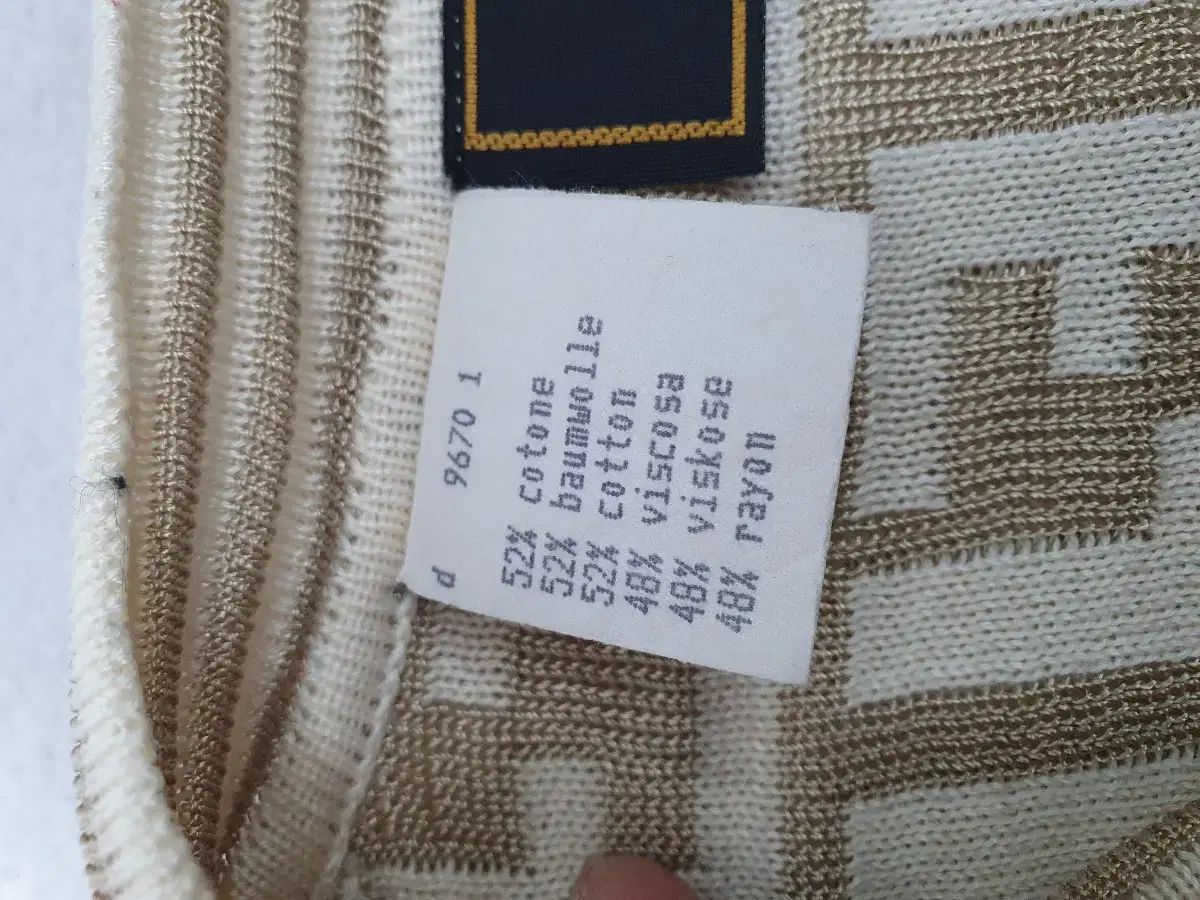 d 9670 1
52% cotone
52% baumwolle
52% cotton
48% viscosa
48% viskose
48% rayon